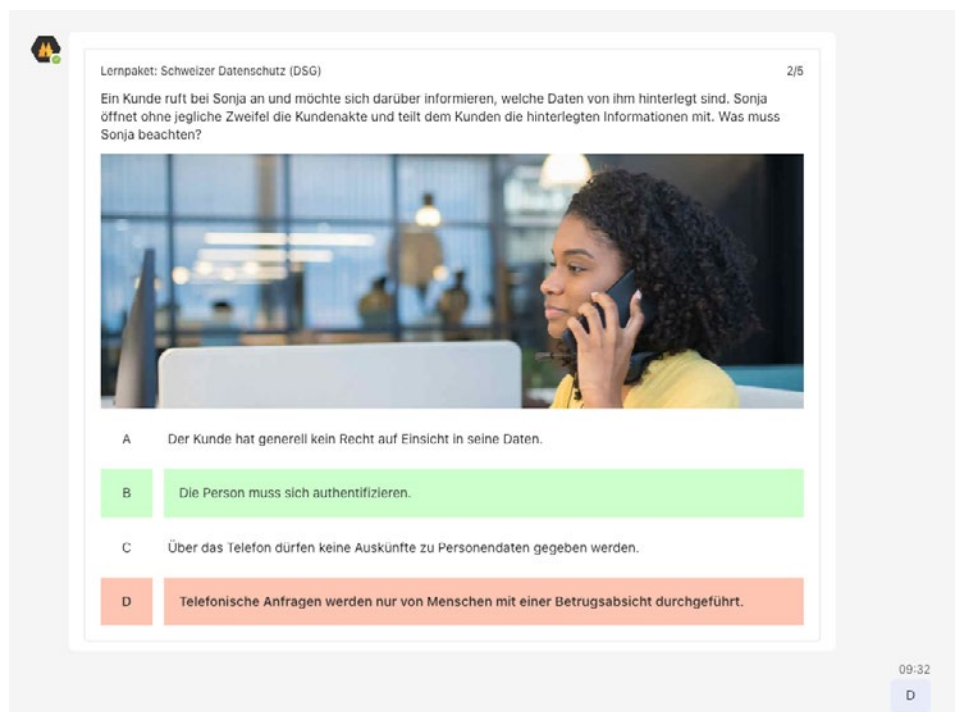 Lernpaket: Schweizer Datenschutz (DSG) 2/5
Ein Kunde ruft bei Sonja an und möchte sich darüber informieren, welche Daten von ihm hinterlegt sind. Sonja
öffnet ohne jegliche Zweifel die Kundenakte und teilt dem Kunden die hinterlegten Informationen mit. Was muss
Sonja beachten?
A Der Kunde hat generell kein Recht auf Einsicht in seine Daten.
B Die Person muss sich authentifizieren.
C Über das Telefon dürfen keine Auskünfte zu Personendaten gegeben werden.
D Telefonische Anfragen werden nur von Menschen mit einer Betrugsabsicht durchgeführt.
09:32
D